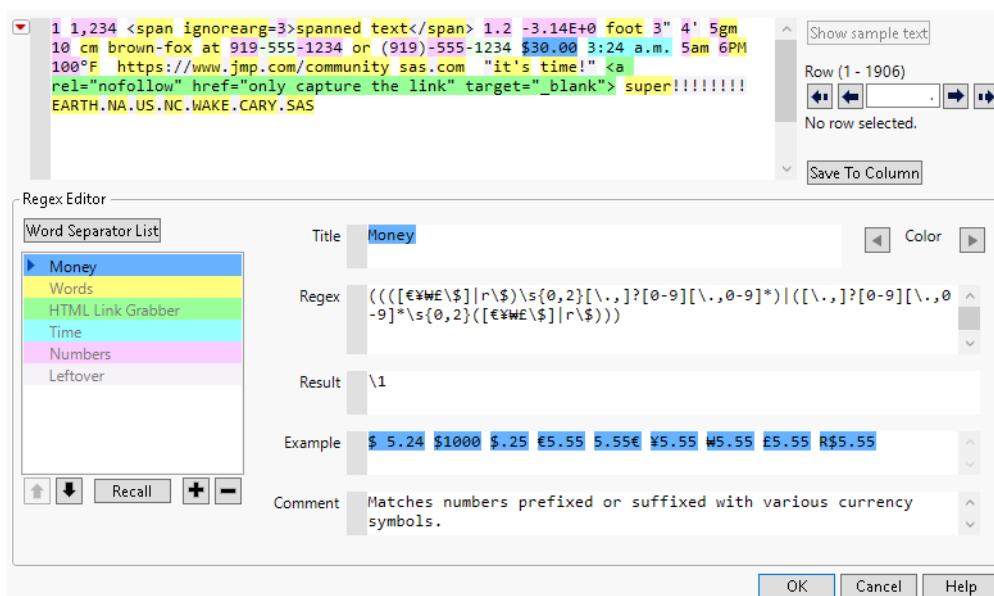 1 1,234 <span ignorearg=3>spanned text</span> 1.2 -3.14E+0 foot 3" 4' 5gm
10 cm brown-fox at 919-555-1234 or (919)-555-1234 $30.00 3:24 a.m. 5am 6PM
100°F  https://www.jmp.com/community sas.com  "it's time!" <a
rel="nofollow" href="only capture the link" target="_blank"> super!!!!!!!!
EARTH.NA.US.NC.WAKE.CARY.SAS
Show sample text
Row (1 - 1906)
.
No row selected.
Save To Column
Regex Editor
Word Separator List
Money
Words
HTML Link Grabber
Time
Numbers
Leftover
Recall
Title
Money
Color
Regex
((([€¥₩£\$]|r\$)\s{0,2}[\.,]?[0-9][\.,0-9]*)|([\.,]?[0-9][\.,0
-9]*\s{0,2}([€¥₩£\$]|r\$)))
Result
\1
Example
$ 5.24 $1000 $.25 €5.55 5.55€ ¥5.55 ₩5.55 £5.55 R$5.55
Comment
Matches numbers prefixed or suffixed with various currency
symbols.
OK
Cancel
Help